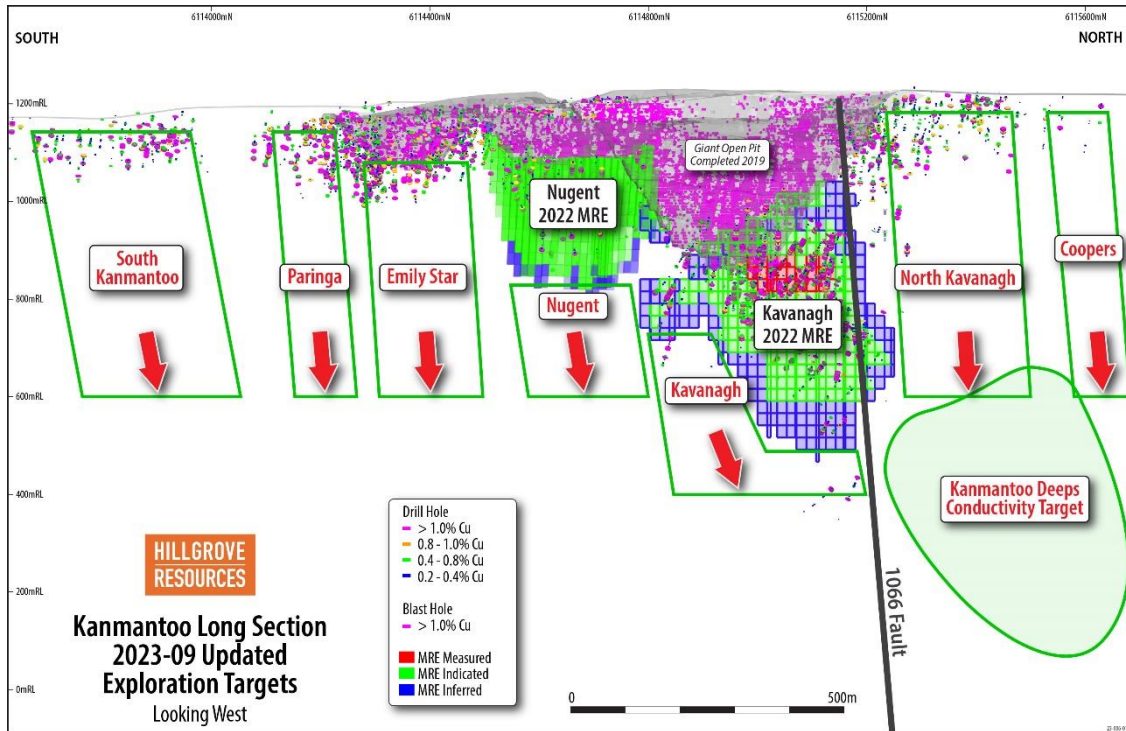 6114000mN
6114400mN
6114800mN
6115200mN
6115600mN
SOUTH
NORTH
1200mRL
1000mRL
800mRL
600mRL
400mRL
200mRL
0mRL
Giant Open Pit
Completed 2019
Nugent
2022 MRE
South
Kanmantoo
Paringa
Emily Star
Nugent
Kavanagh
2022 MRE
North Kavanagh
Coopers
Kavanagh
Kanmantoo Deeps
Conductivity Target
1066 Fault
HILLGROVE
RESOURCES
Kanmantoo Long Section
2023-09 Updated
Exploration Targets
Looking West
Drill Hole
> 1.0% Cu
0.8 - 1.0% Cu
0.4 - 0.8% Cu
0.2 - 0.4% Cu
Blast Hole
> 1.0% Cu
MRE Measured
MRE Indicated
MRE Inferred
0
500m